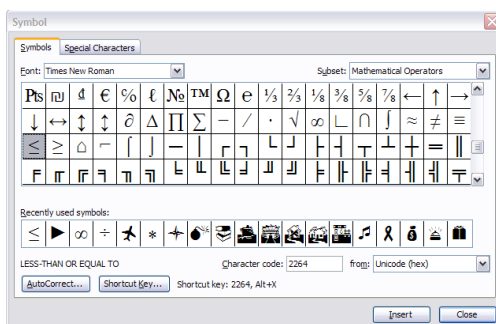 Symbol
Symbols Special Characters
Font: Times New Roman Subset: Mathematical Operators
₧ ₪ ₫ € ℅ ℓ № ™ Ω ℮ ⅓ ⅔ ⅛ ⅜ ⅝ ⅞ ← ↑ →
↓ ↔ ↕ ↨ ∂ ∆ ∏ ∑ − ∕ ∙ √ ∞ ∟ ∩ ∫ ≈ ≠ ≡
≤ ≥ ⌂ ⌐ ⌠ ⌡ ─ │ ┌ ┐ └ ┘ ├ ┤ ┬ ┴ ┼ ═ ║
╒ ╓ ╔ ╕ ╖ ╗ ╘ ╙ ╚ ╛ ╜ ╝ ╞ ╟ ╠ ╡ ╢ ╣ ╤
Recently used symbols:
≤ ► ∞ ÷ ∗
LESS-THAN OR EQUAL TO Character code: 2264 from: Unicode (hex)
AutoCorrect... Shortcut Key... Shortcut key: 2264, Alt+X
Insert Close